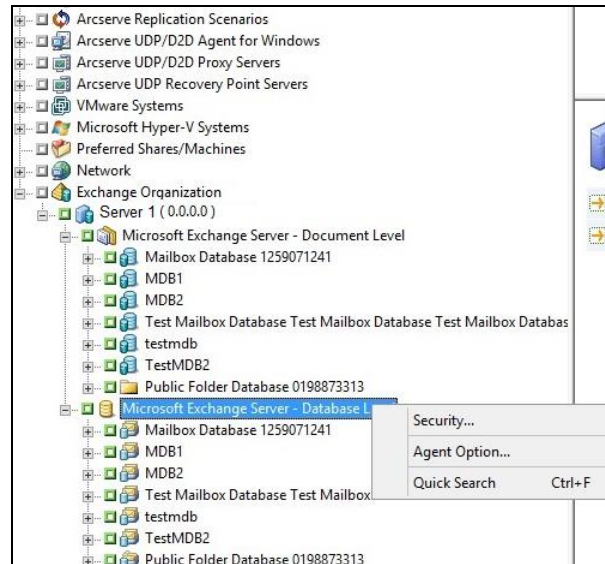 Arcserve Replication Scenarios
Arcserve UDP/D2D Agent for Windows
Arcserve UDP/D2D Proxy Servers
Arcserve UDP Recovery Point Servers
VMware Systems
Microsoft Hyper-V Systems
Preferred Shares/Machines
Network
Exchange Organization
Server 1 ( 0.0.0.0 )
Microsoft Exchange Server - Document Level
Mailbox Database 1259071241
MDB1
MDB2
Test Mailbox Database Test Mailbox Database Test Mailbox Databas
testmdb
TestMDB2
Public Folder Database 0198873313
Microsoft Exchange Server - Database L
Security...
Mailbox Database 1259071241
MDB1
Agent Option...
MDB2
Quick Search Ctrl+F
Test Mailbox Database Test Mailbox
testmdb
TestMDB2
Public Folder Database 0198873313